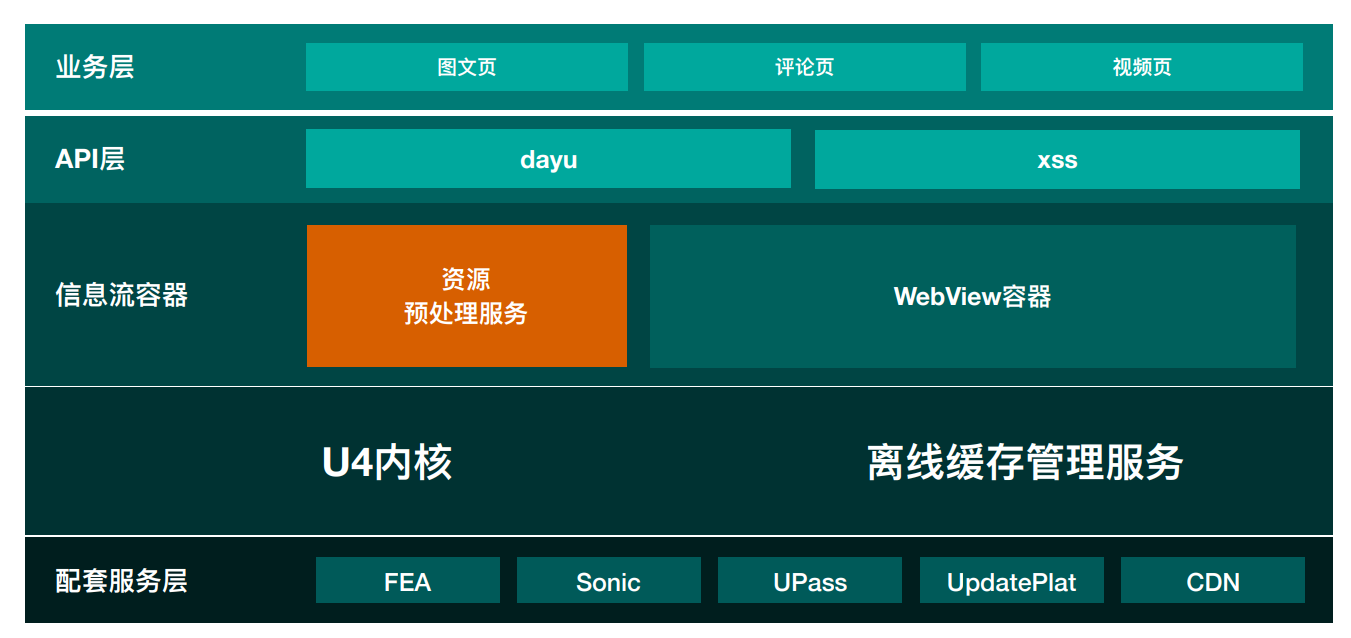 业务层
图文页
评论页
视频页
API层
dayu
xss
信息流容器
资源
预处理服务
WebView容器
U4内核
离线缓存管理服务
配套服务层
FEA
Sonic
UPass
UpdatePlat
CDN